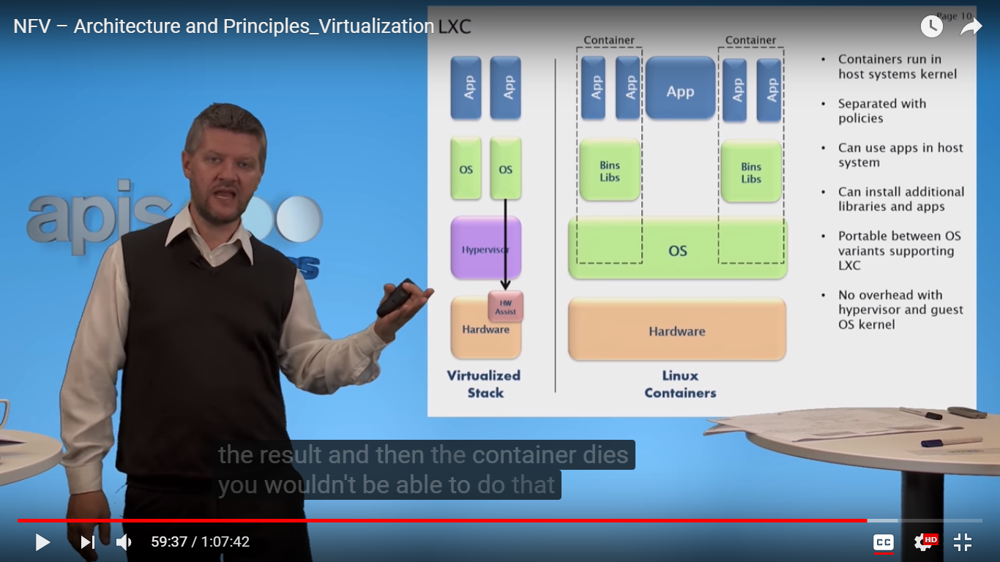 NFV – Architecture and Principles_Virtualization
LXC
Page 10
Container
Container
App
App
App
App
App
App
App
OS
OS
Bins
Libs
Bins
Libs
Hypervisor
OS
HW
Assist
Hardware
Hardware
Virtualized
Stack
Linux
Containers
• Containers run in
host systems kernel
• Separated with
policies
• Can use apps in host
system
• Can install additional
libraries and apps
• Portable between OS
variants supporting
LXC
• No overhead with
hypervisor and guest
OS kernel
apis
the result and then the container dies
you wouldn't be able to do that
59:37 / 1:07:42
CC
HD